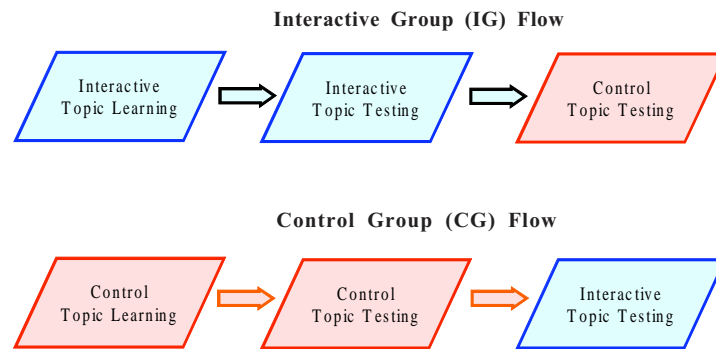 Interactive Group (IG) Flow
Interactive
Topic Learning
Interactive
Topic Testing
Control
Topic Testing
Control Group (CG) Flow
Control
Topic Learning
Control
Topic Testing
Interactive
Topic Testing